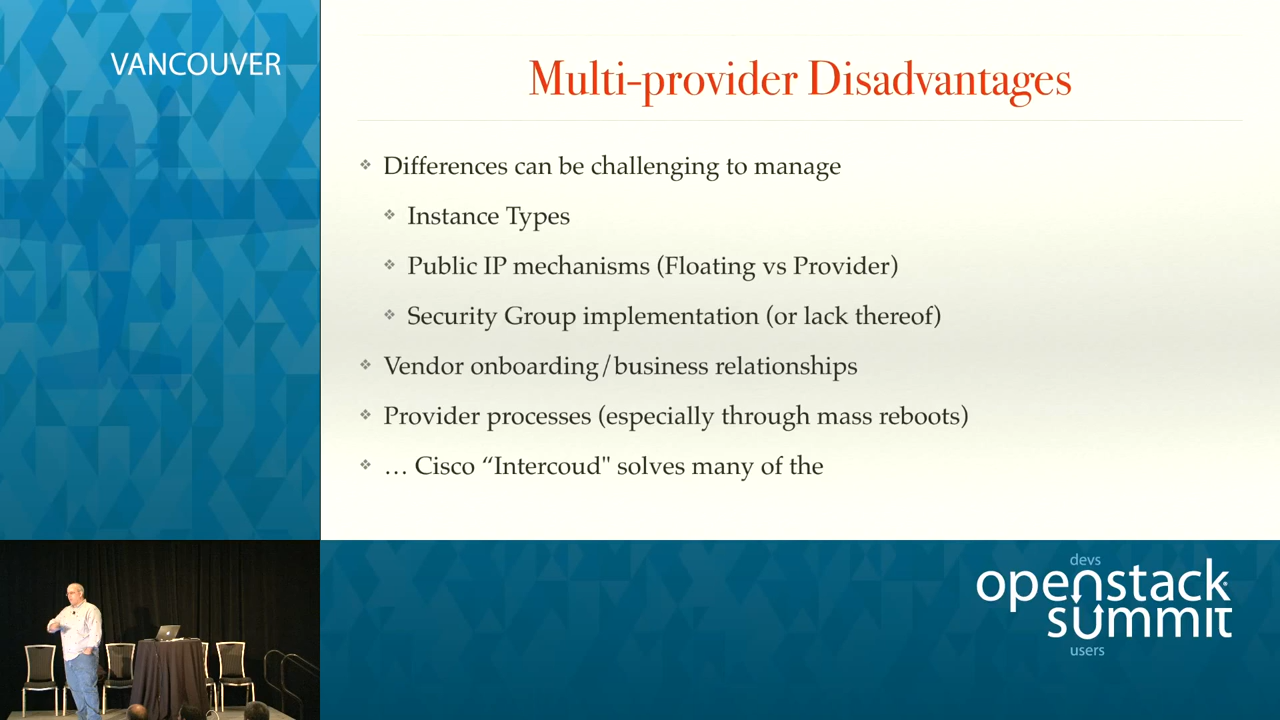 VANCOUVER
Multi-provider Disadvantages
Differences can be challenging to manage
Instance Types
Public IP mechanisms (Floating vs Provider)
Security Group implementation (or lack thereof)
Vendor onboarding/business relationships
Provider processes (especially through mass reboots)
… Cisco “Intercoud" solves many of the
devs
openstack
summit
users